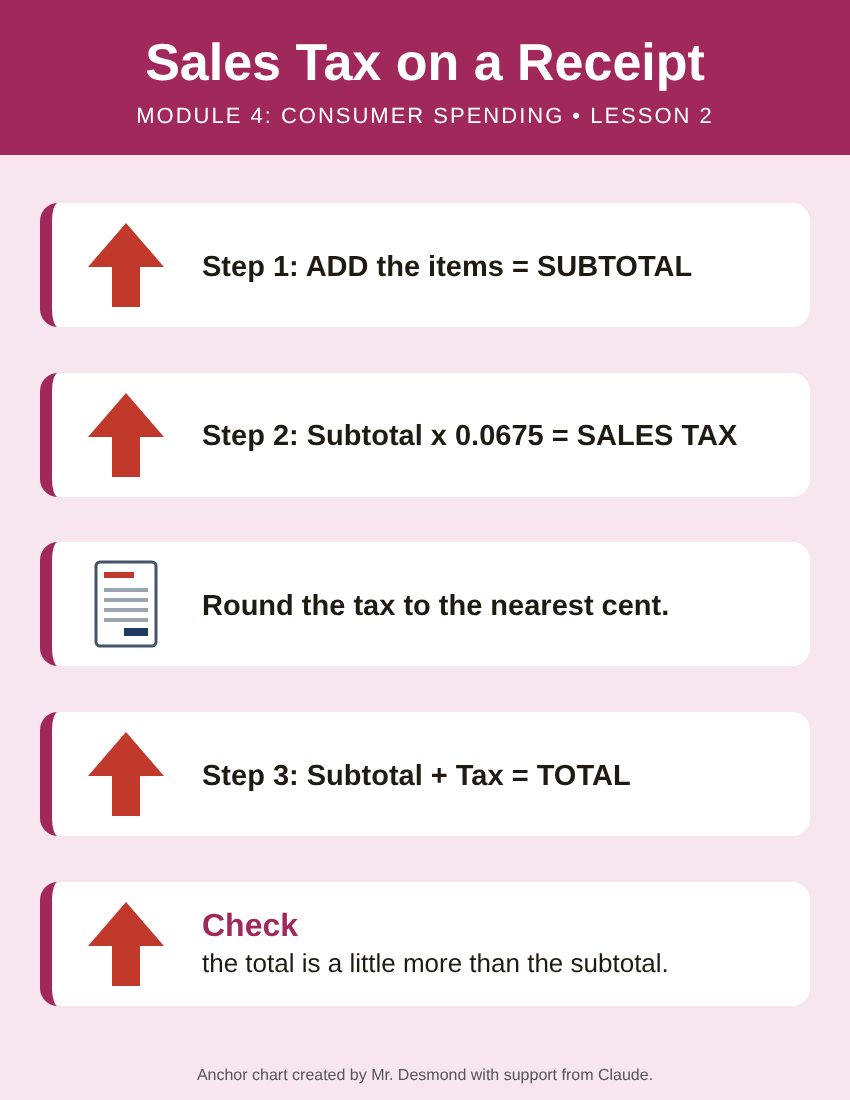 Sales Tax on a Receipt
MODULE 4: CONSUMER SPENDING • LESSON 2
Step 1: ADD the items = SUBTOTAL
Step 2: Subtotal x 0.0675 = SALES TAX
Round the tax to the nearest cent.
Step 3: Subtotal + Tax = TOTAL
Check
the total is a little more than the subtotal.
Anchor chart created by Mr. Desmond with support from Claude.